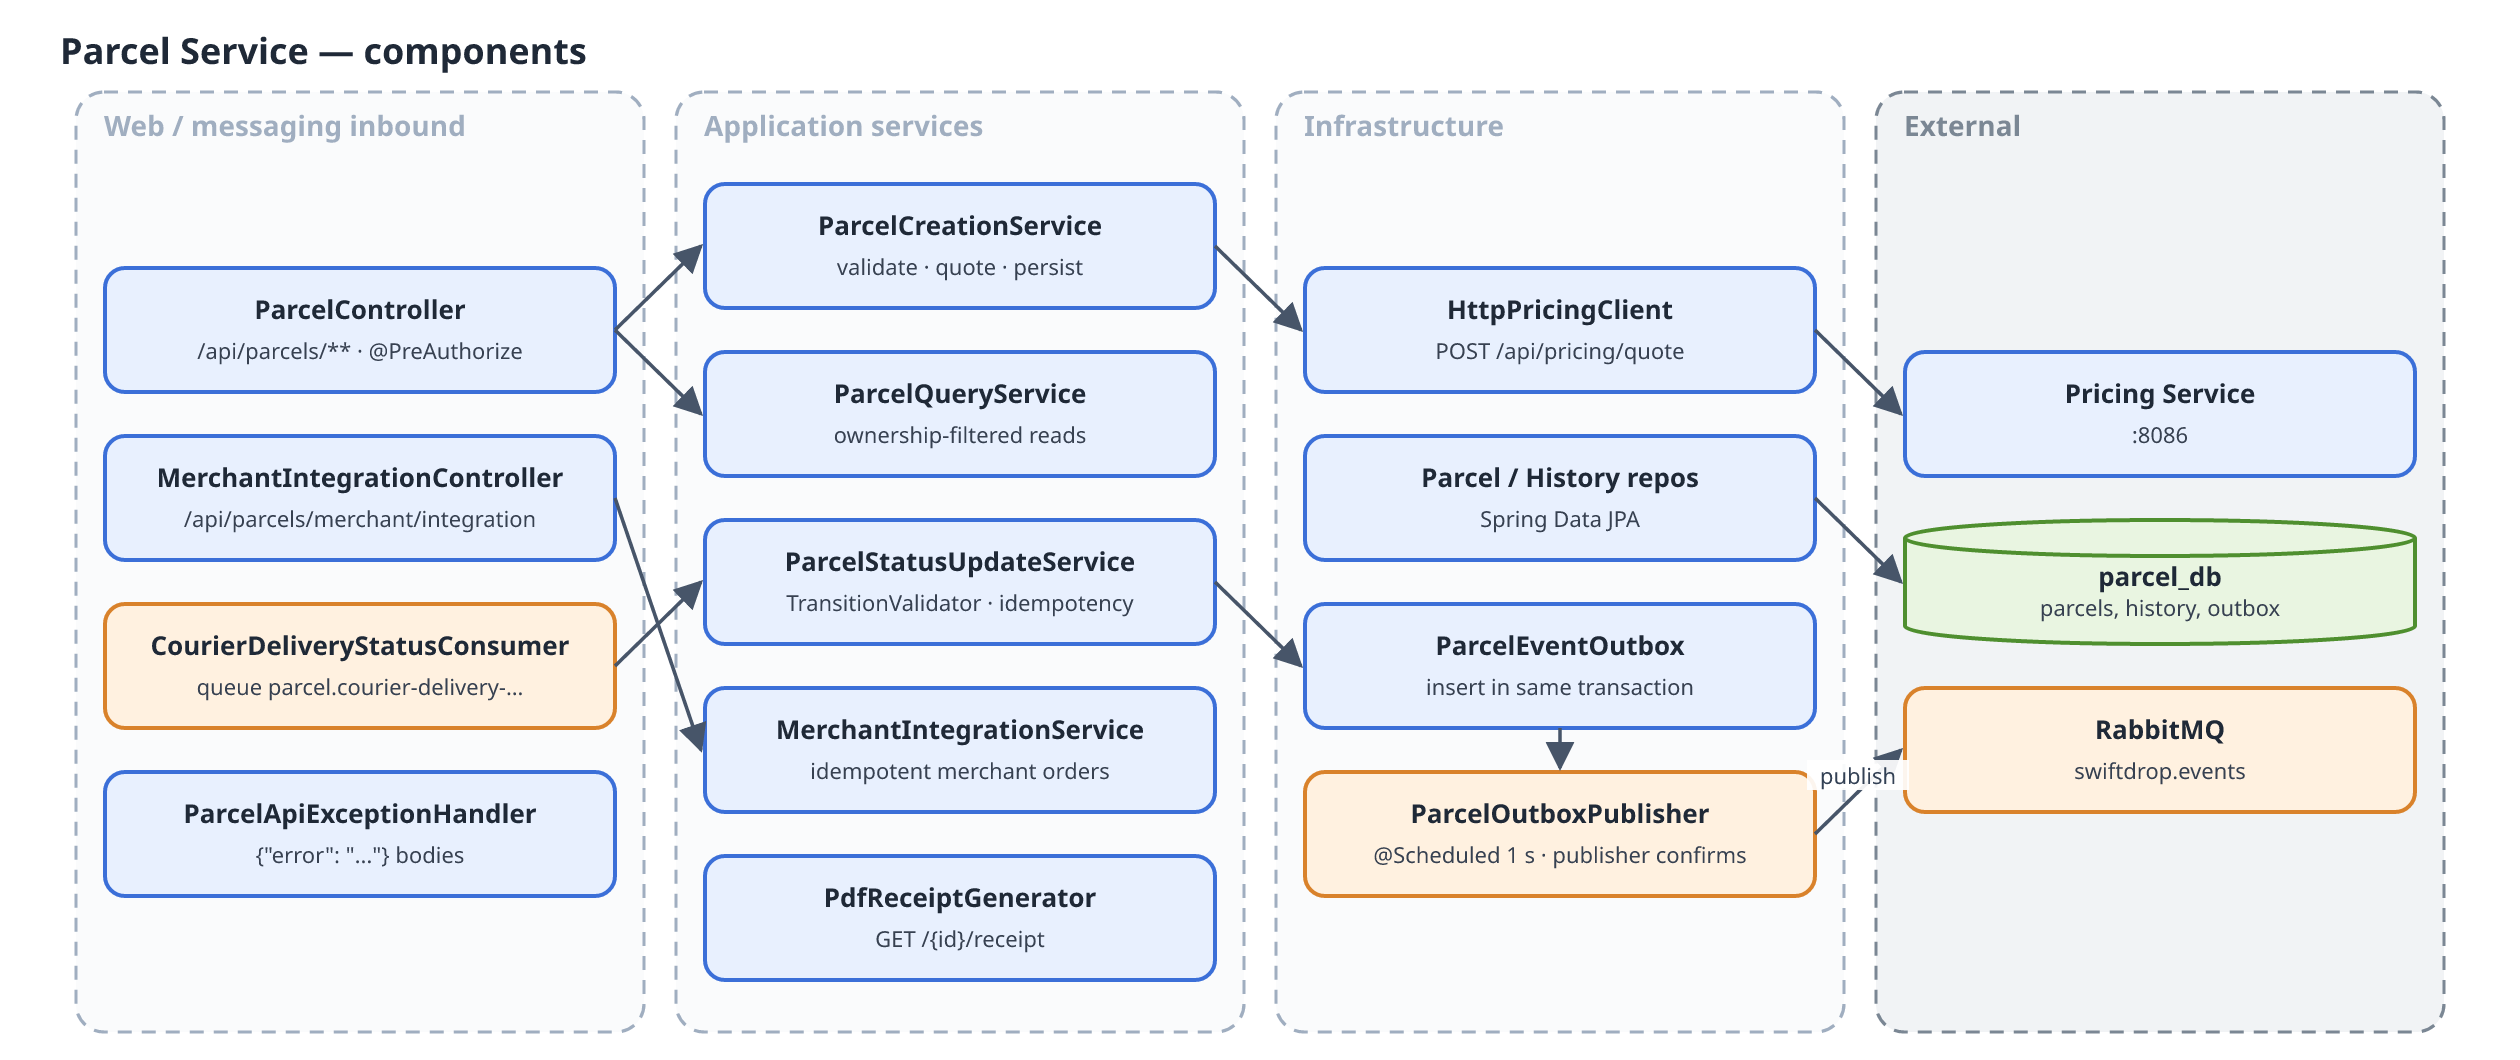 Parcel Service — components
Web / messaging inbound
ParcelController
/api/parcels/** · @PreAuthorize
MerchantIntegrationController
/api/parcels/merchant/integration
CourierDeliveryStatusConsumer
queue parcel.courier-delivery-...
ParcelApiExceptionHandler
{"error": "..."} bodies
Application services
ParcelCreationService
validate · quote · persist
ParcelQueryService
ownership-filtered reads
ParcelStatusUpdateService
TransitionValidator · idempotency
MerchantIntegrationService
idempotent merchant orders
PdfReceiptGenerator
GET /{id}/receipt
Infrastructure
HttpPricingClient
POST /api/pricing/quote
Parcel / History repos
Spring Data JPA
ParcelEventOutbox
insert in same transaction
ParcelOutboxPublisher
@Scheduled 1 s · publisher confirms
publish
External
Pricing Service
:8086
parcel_db
parcels, history, outbox
RabbitMQ
swiftdrop.events